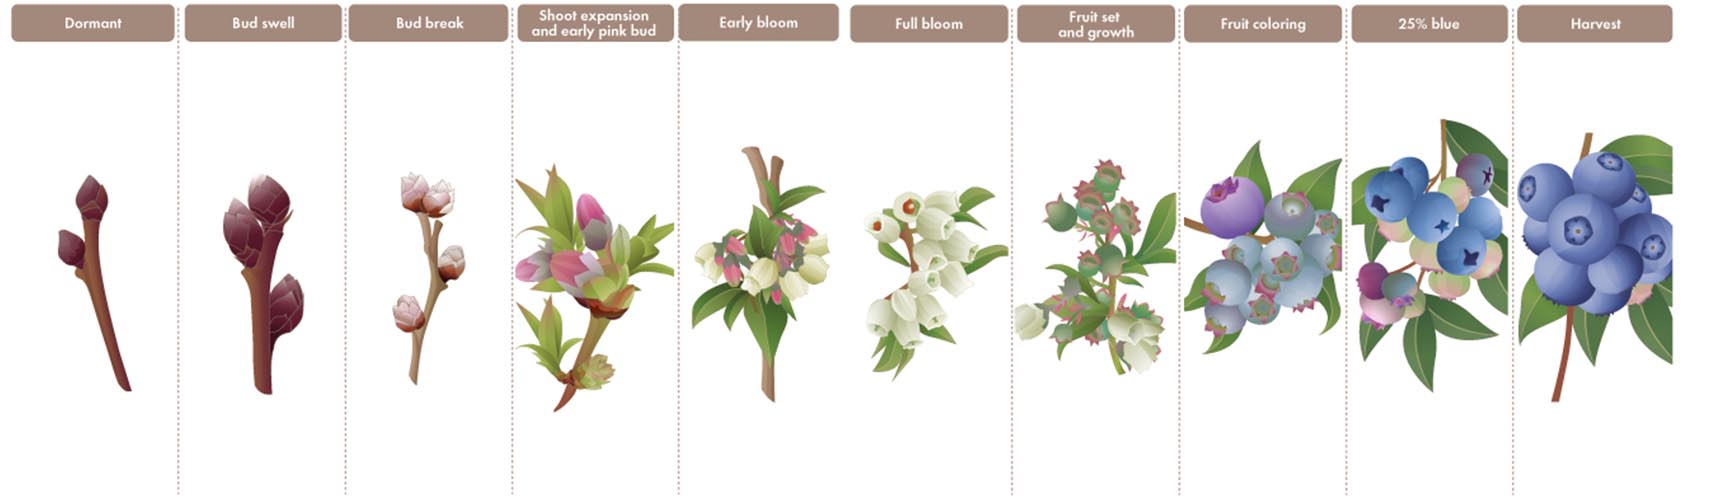 Dormant
Bud swell
Bud break
Shoot expansion
and early pink bud
Early bloom
Full bloom
Fruit set
and growth
Fruit coloring
25% blue
Harvest